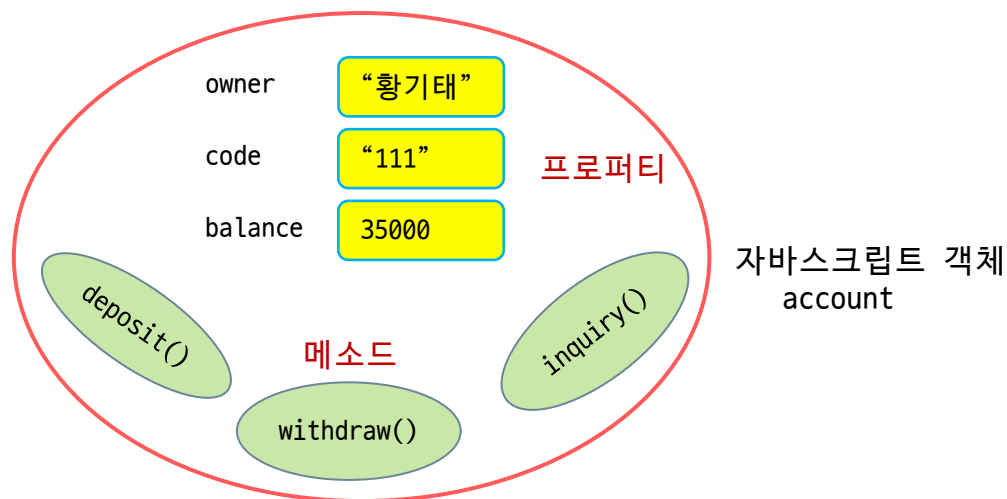 owner “황기태”
code “111”
프로퍼티
balance 35000
자바스크립트 객체
account
deposit()
inquiry()
메소드
withdraw()